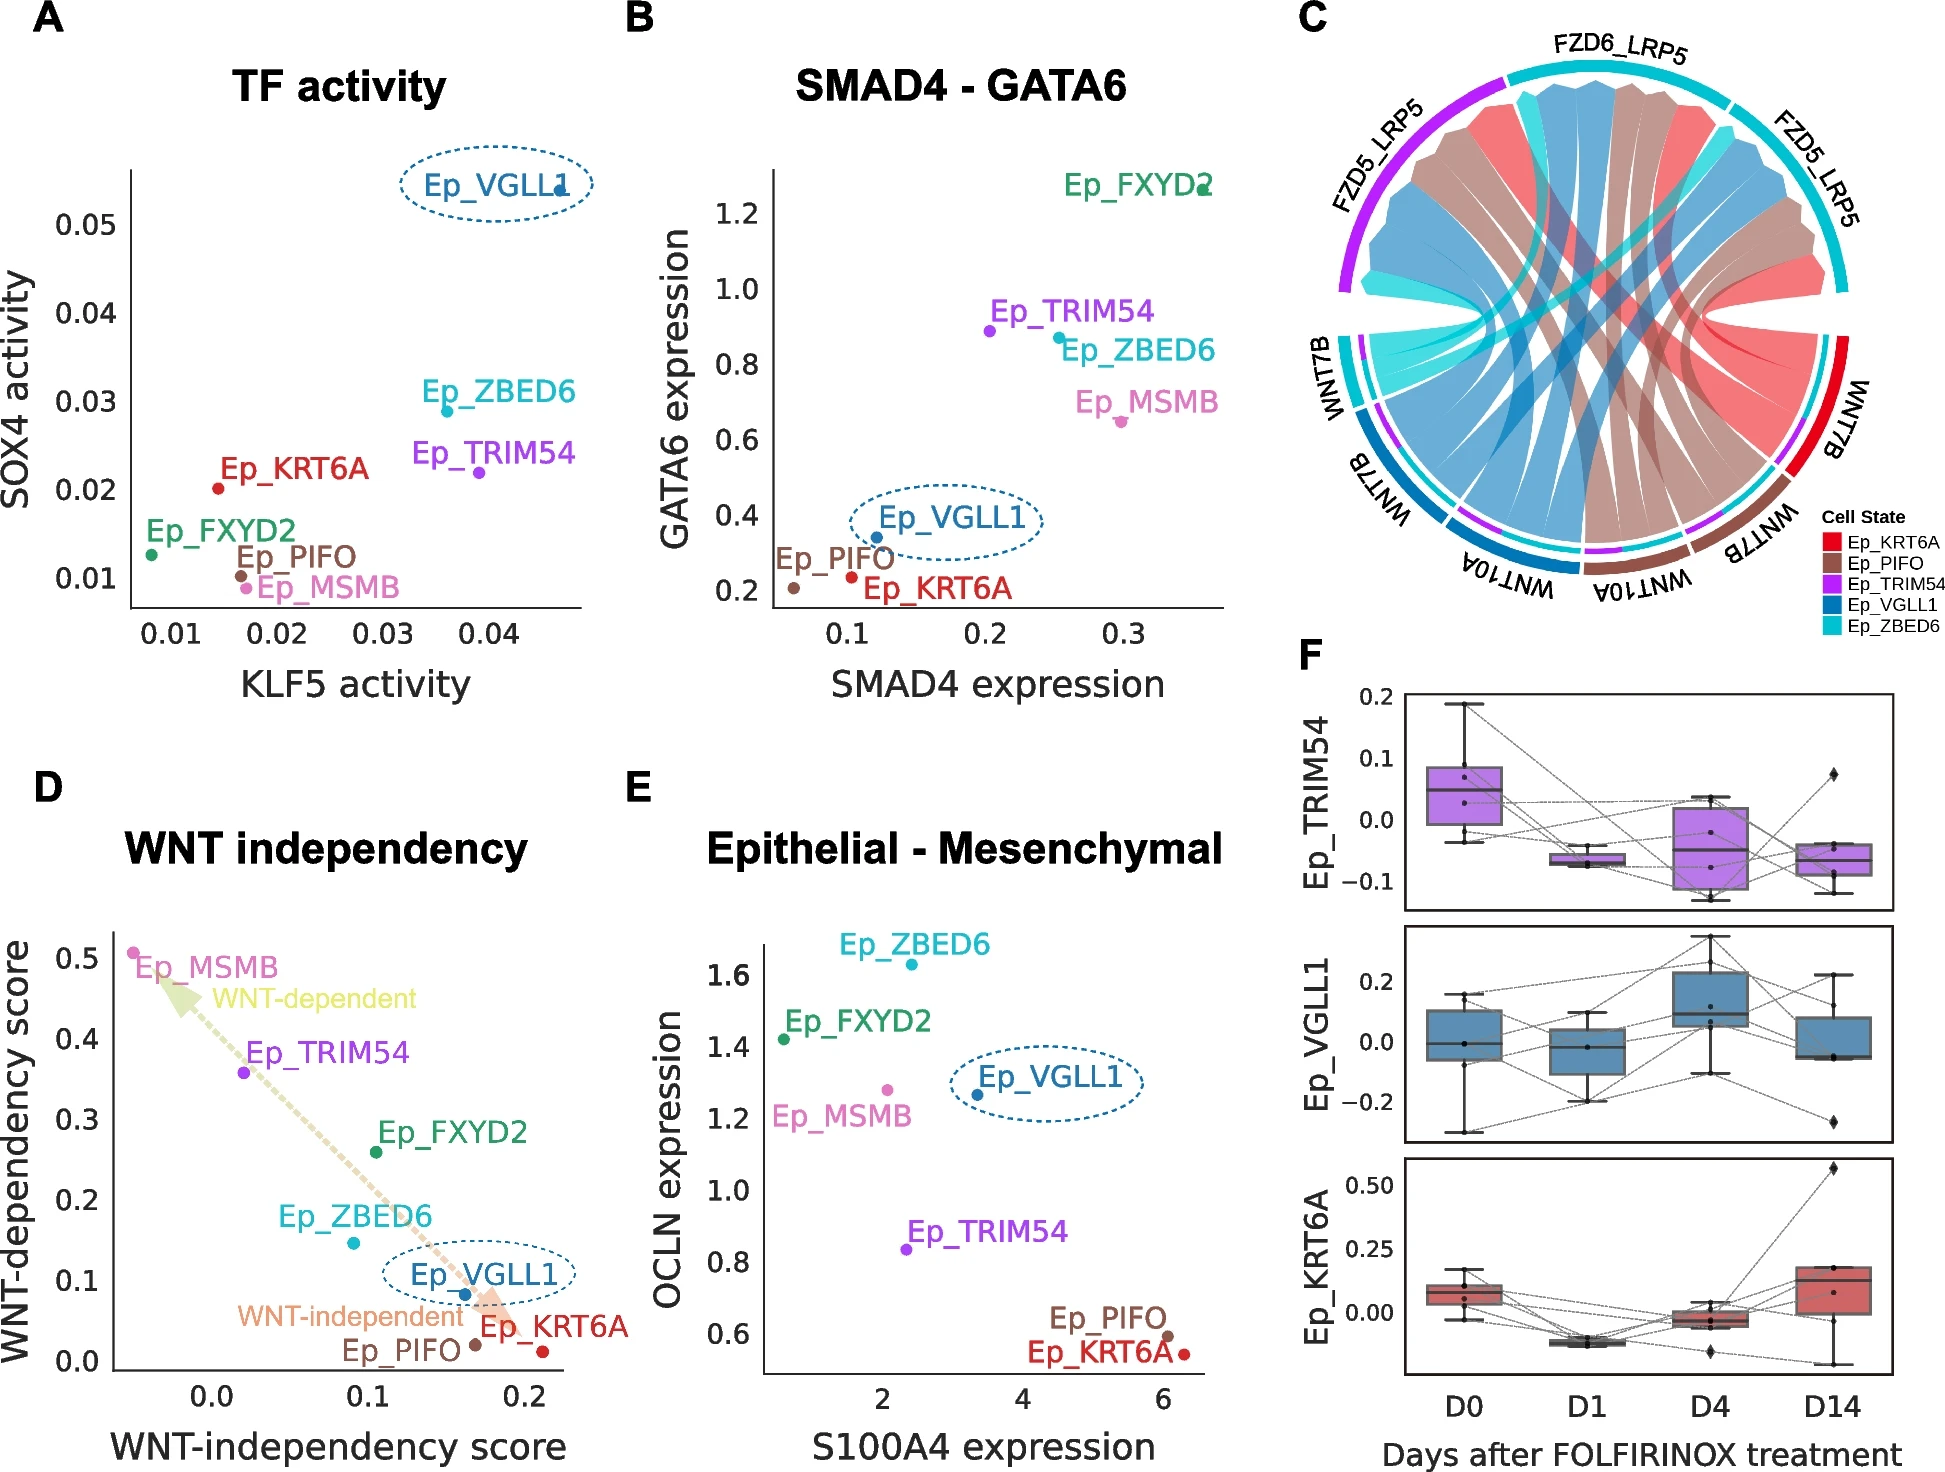 A
TF activity
SOX4 activity
0.05
0.04
0.03
0.02
0.01
Ep_VGLL1
Ep_ZBED6
Ep_TRIM54
Ep_KRT6A
Ep_FXYD2
Ep_PIFO
Ep_MSMB
0.01 0.02 0.03 0.04
KLF5 activity
B
SMAD4 - GATA6
GATA6 expression
1.2
1.0
0.8
0.6
0.4
0.2
Ep_FXYD2
Ep_TRIM54
Ep_ZBED6
Ep_MSMB
Ep_VGLL1
Ep_PIFO
Ep_KRT6A
0.1 0.2 0.3
SMAD4 expression
C
FZD5_LRP5
FZD6_LRP5
FZD5_LRP5
WNT7B
WNT7B
WNT10A
WNT10A
WNT7B
WNT7B
Cell State
Ep_KRT6A
Ep_PIFO
Ep_TRIM54
Ep_VGLL1
Ep_ZBED6
D
WNT independency
WNT-dependency score
0.5
0.4
0.3
0.2
0.1
0.0
Ep_MSMB
WNT-dependent
Ep_TRIM54
Ep_FXYD2
Ep_ZBED6
Ep_VGLL1
WNT-independent
Ep_KRT6A
Ep_PIFO
0.0 0.1 0.2
WNT-independency score
E
Epithelial - Mesenchymal
OCLN expression
1.6
1.4
1.2
1.0
0.8
0.6
Ep_ZBED6
Ep_FXYD2
Ep_VGLL1
Ep_MSMB
Ep_TRIM54
Ep_PIFO
Ep_KRT6A
2 4 6
S100A4 expression
F
Ep_TRIM54
0.2
0.1
0.0
−0.1
Ep_VGLL1
0.2
0.0
−0.2
Ep_KRT6A
0.50
0.25
0.00
D0 D1 D4 D14
Days after FOLFIRINOX treatment